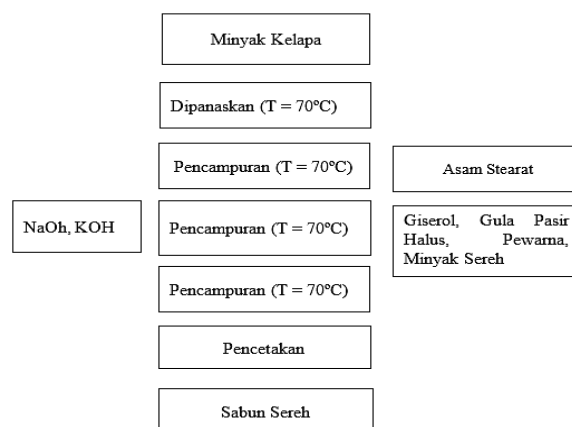 Minyak Kelapa
Dipanaskan (T = 70°C)
Pencampuran (T = 70°C)
Asam Stearat
NaOh, KOH
Pencampuran (T = 70°C)
Giserol, Gula Pasir
Halus, Pewarna,
Minyak Sereh
Pencampuran (T = 70°C)
Pencetakan
Sabun Sereh